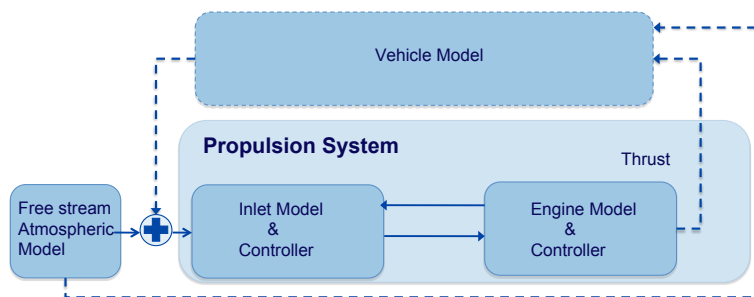 Vehicle Model
Propulsion System
Thrust
Free stream
Atmospheric
Model
Inlet Model
&
Controller
Engine Model
&
Controller